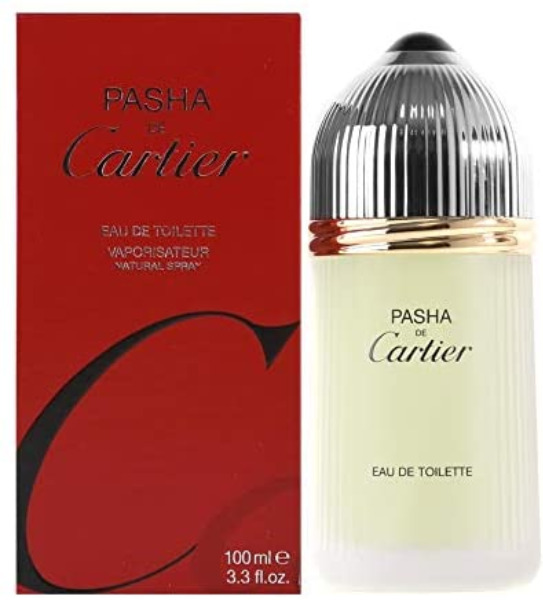 PASHA
DE
Cartier
EAU DE TOILETTE
VAPORISATEUR
NATURAL SPRAY
C
100 ml e
3.3 fl.oz.
PASHA
DE
Cartier
EAU DE TOILETTE